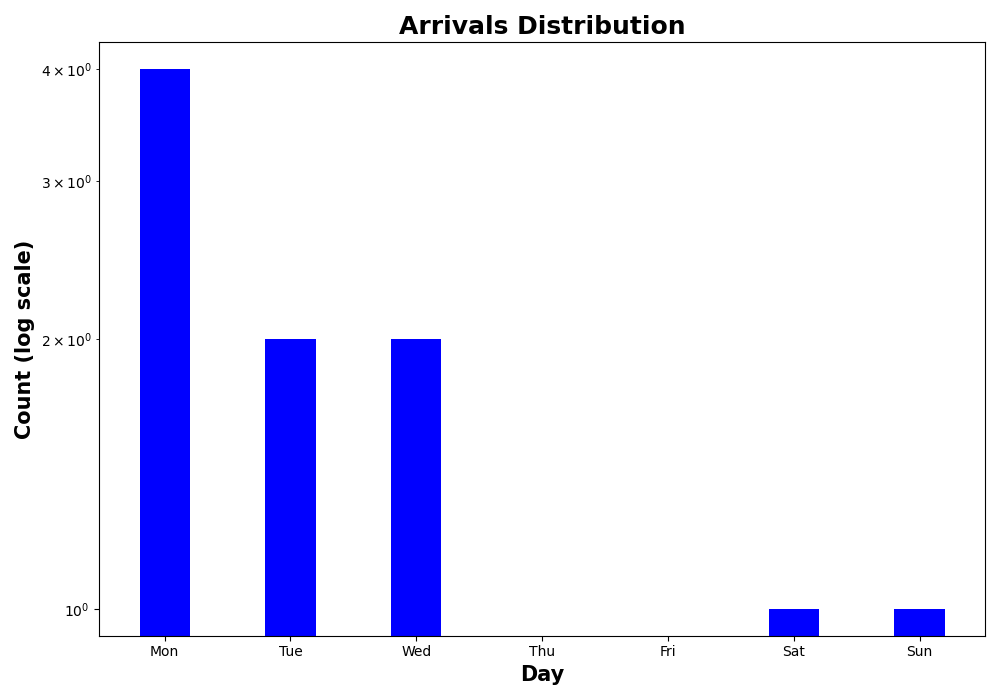 Arrivals Distribution
4 × 10⁰
3 × 10⁰
2 × 10⁰
10⁰
Count (log scale)
Mon Tue Wed Thu Fri Sat Sun
Day